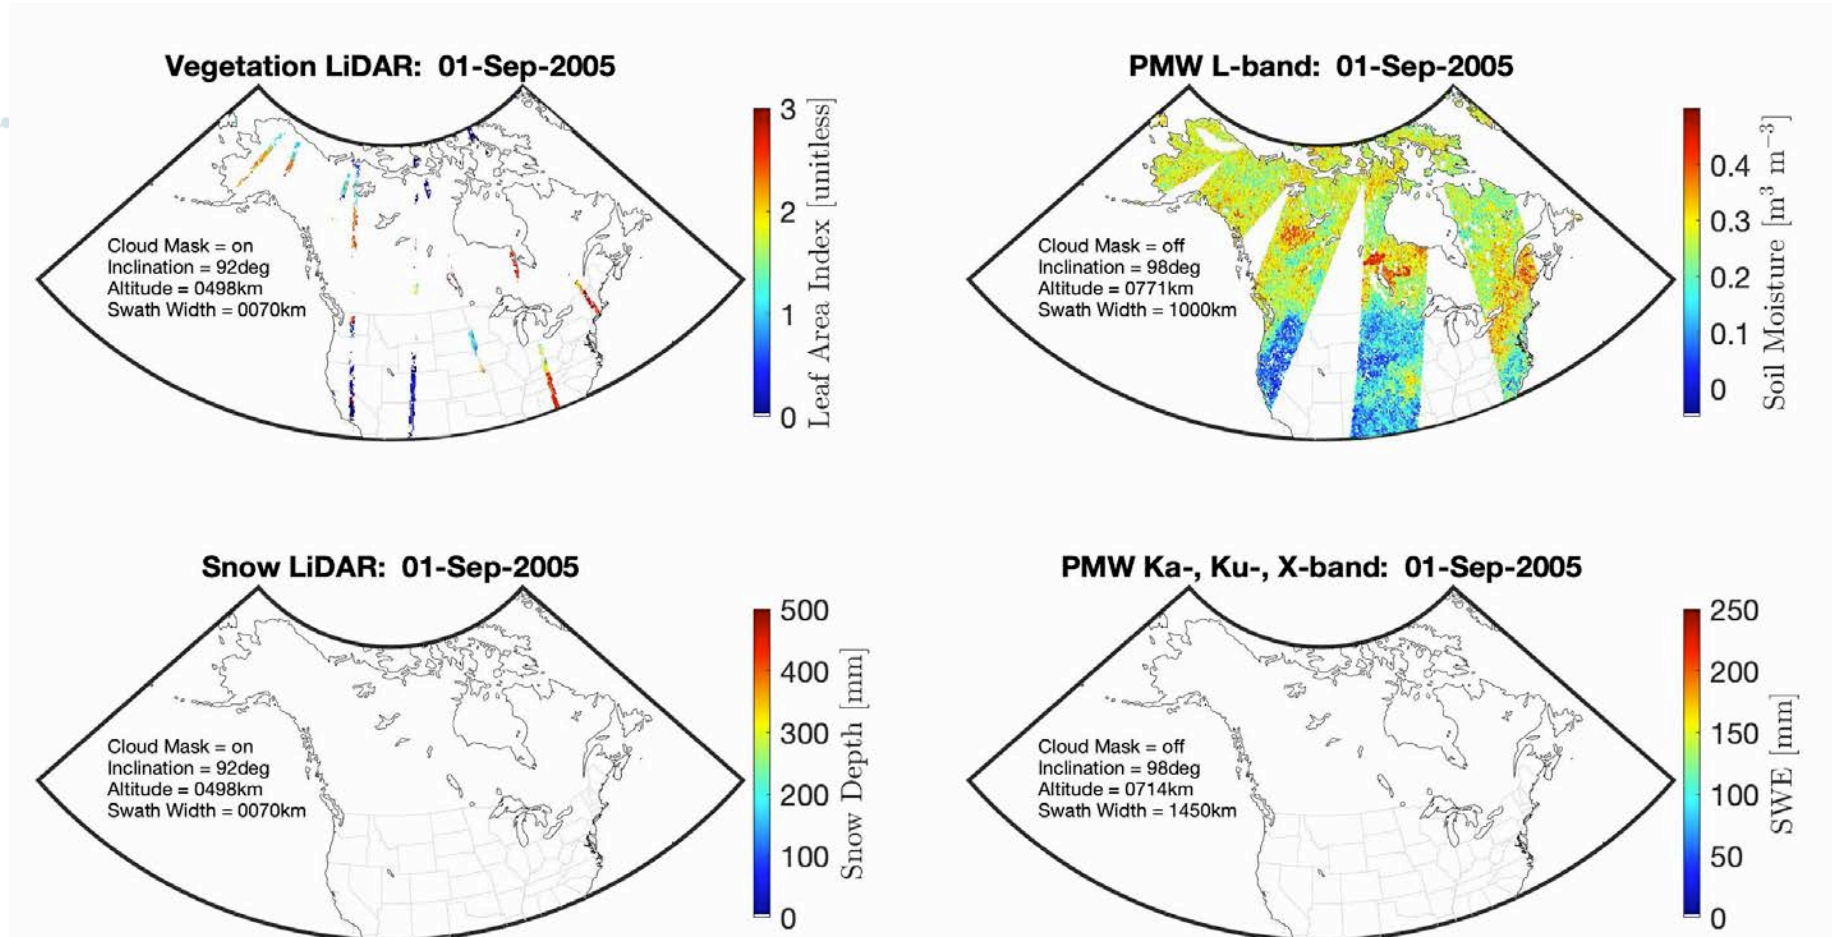 Vegetation LiDAR: 01-Sep-2005
3
2
1
0
Leaf Area Index [unitless]
Cloud Mask = on
Inclination = 92deg
Altitude = 0498km
Swath Width = 0070km
PMW L-band: 01-Sep-2005
0.4
0.3
0.2
0.1
0
Soil Moisture [m³ m⁻³]
Cloud Mask = off
Inclination = 98deg
Altitude = 0771km
Swath Width = 1000km
Snow LiDAR: 01-Sep-2005
500
400
300
200
100
0
Snow Depth [mm]
Cloud Mask = on
Inclination = 92deg
Altitude = 0498km
Swath Width = 0070km
PMW Ka-, Ku-, X-band: 01-Sep-2005
250
200
150
100
50
0
SWE [mm]
Cloud Mask = off
Inclination = 98deg
Altitude = 0714km
Swath Width = 1450km